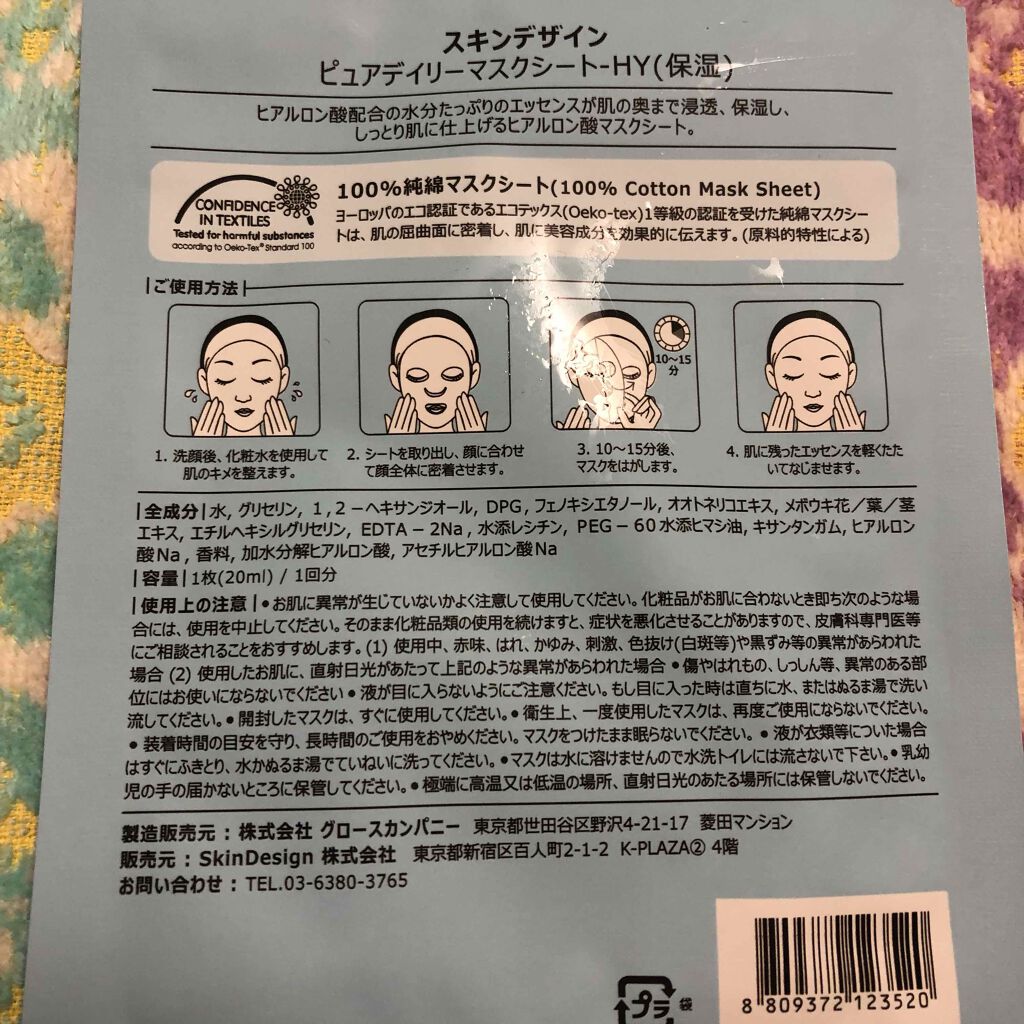 スキンデザイン
ピュアデイリーマスクシート-HY(保湿)
ヒアルロン酸配合の水分たっぷりのエッセンスが肌の奥まで浸透、保湿し、
しっとり肌に仕上げるヒアルロン酸マスクシート。
CONFIDENCE
IN TEXTILES
Tested for harmful substances
according to Oeko-Tex® Standard 100
100%純綿マスクシート(100% Cotton Mask Sheet)
ヨーロッパのエコ認証であるエコテックス(Oeko-tex)1等級の認証を受けた純綿マスクシー
トは、肌の屈曲面に密着し、肌に美容成分を効果的に伝えます。(原料的特性による)
|ご使用方法|
10～15
分
1. 洗顔後、化粧水を使用して
肌のキメを整えます。
2. シートを取り出し、顔に合わせ
て顔全体に密着させます。
3. 10～15分後、
マスクをはがします。
4. 肌に残ったエッセンスを軽くたた
いてなじませます。
|全成分|水, グリセリン, 1,2－ヘキサンジオール, DPG, フェノキシエタノール, オオトネリコエキス, メボウキ花／葉／茎
エキス, エチルヘキシルグリセリン, EDTA－2Na, 水添レシチン, PEG－60水添ヒマシ油, キサンタンガム, ヒアルロン
酸Na, 香料, 加水分解ヒアルロン酸, アセチルヒアルロン酸Na
|容量|1枚(20ml) / 1回分
|使用上の注意|•お肌に異常が生じていないかよく注意して使用してください。化粧品がお肌に合わないとき即ち次のような場
合には、使用を中止してください。そのまま化粧品類の使用を続けますと、症状を悪化させることがありますので、皮膚科専門医等
にご相談されることをおすすめします。(1) 使用中、赤味、はれ、かゆみ、刺激、色抜け(白斑等)や黒ずみ等の異常があらわれた
場合 (2) 使用したお肌に、直射日光があたって上記のような異常があらわれた場合 •傷やはれもの、しっしん等、異常のある部
位にはお使いにならないでください • 液が目に入らないようにご注意ください。もし目に入った時は直ちに水、またはぬるま湯で洗い
流してください。• 開封したマスクは、すぐに使用してください。• 衛生上、一度使用したマスクは、再度ご使用にならないでください。
• 装着時間の目安を守り、長時間のご使用をおやめください。マスクをつけたまま眠らないでください。 • 液が衣類等についた場合
はすぐにふきとり、水かぬるま湯でていねいに洗ってください。•マスクは水に溶けませんので水洗トイレには流さないで下さい。•乳幼
児の手の届かないところに保管してください。• 極端に高温又は低温の場所、直射日光のあたる場所には保管しないでください。
製造販売元 : 株式会社 グロースカンパニー 東京都世田谷区野沢4-21-17 菱田マンション
販売元 : SkinDesign 株式会社 東京都新宿区百人町2-1-2 K-PLAZA② 4階
お問い合わせ : TEL.03-6380-3765
プラ
袋
8 809372 123520